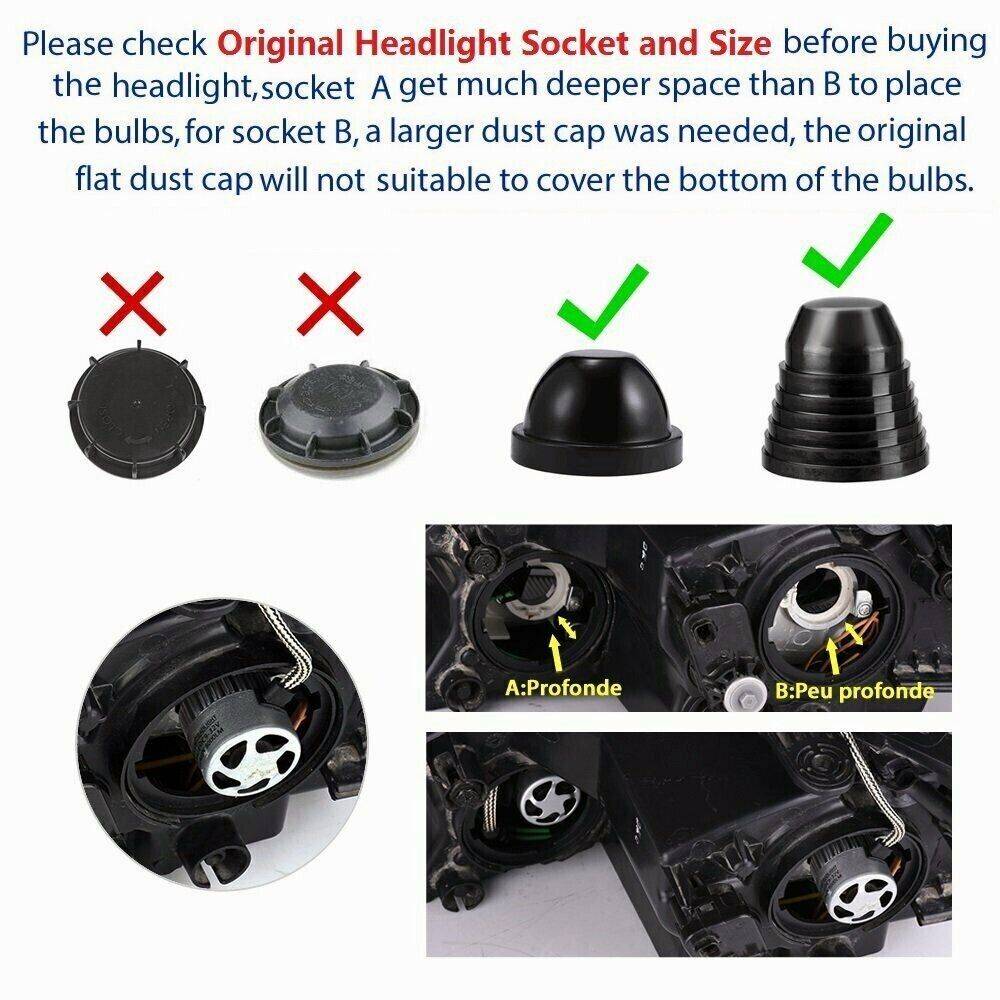 Please check Original Headlight Socket and Size before buying
the headlight,socket A get much deeper space than B to place
the bulbs, for socket B, a larger dust cap was needed, the original
flat dust cap will not suitable to cover the bottom of the bulbs.
A:Profonde
B:Peu profonde